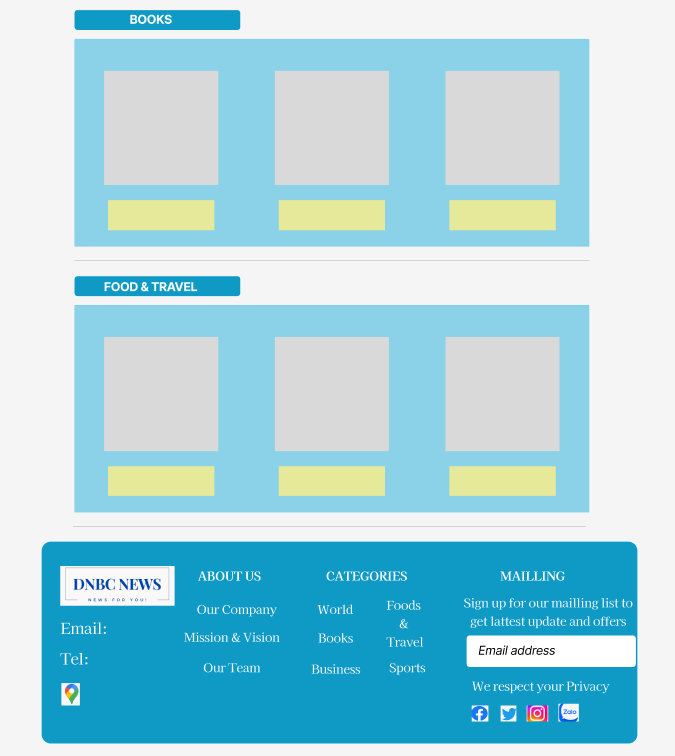 BOOKS
FOOD & TRAVEL
DNBC NEWS
NEWS FOR YOU!
Email:
Tel:
ABOUT US
Our Company
Mission & Vision
Our Team
CATEGORIES
World
Books
Business
Foods
&
Travel
Sports
MAILLING
Sign up for our mailling list to
get lattest update and offers
Email address
We respect your Privacy
Zalo